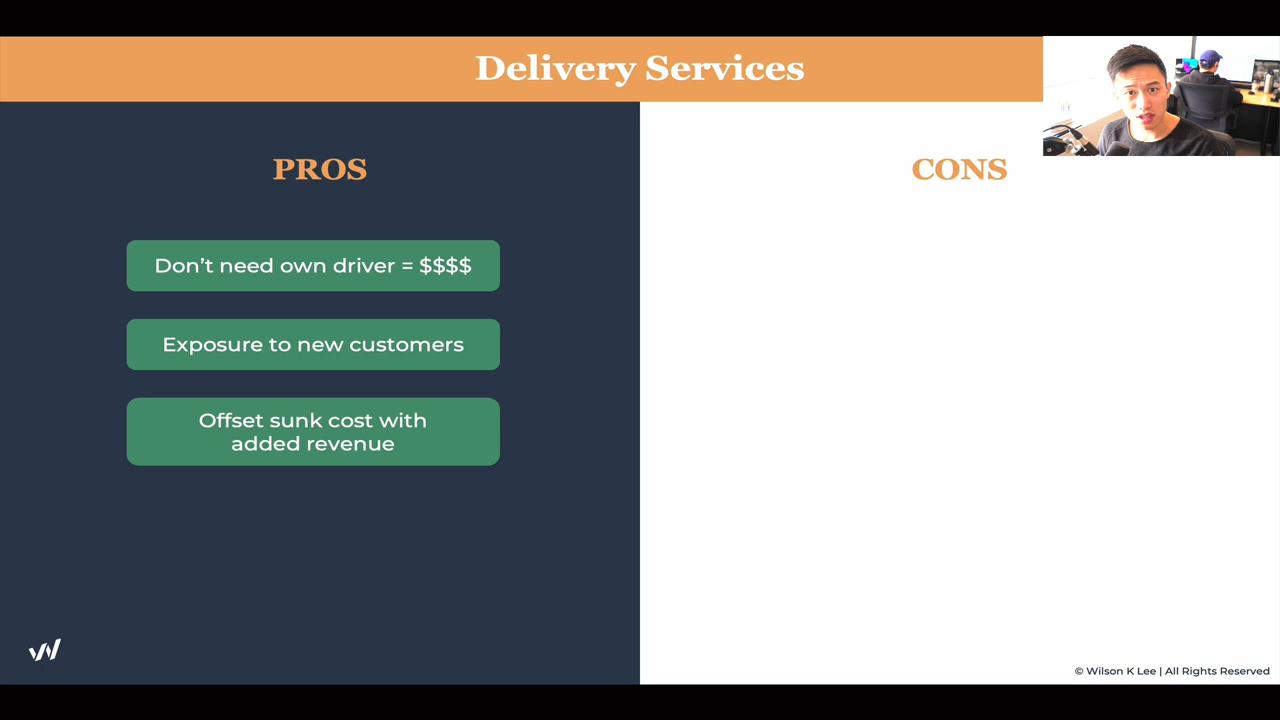 Delivery Services
PROS
Don’t need own driver = $$$$
Exposure to new customers
Offset sunk cost with
added revenue
CONS
© Wilson K Lee | All Rights Reserved